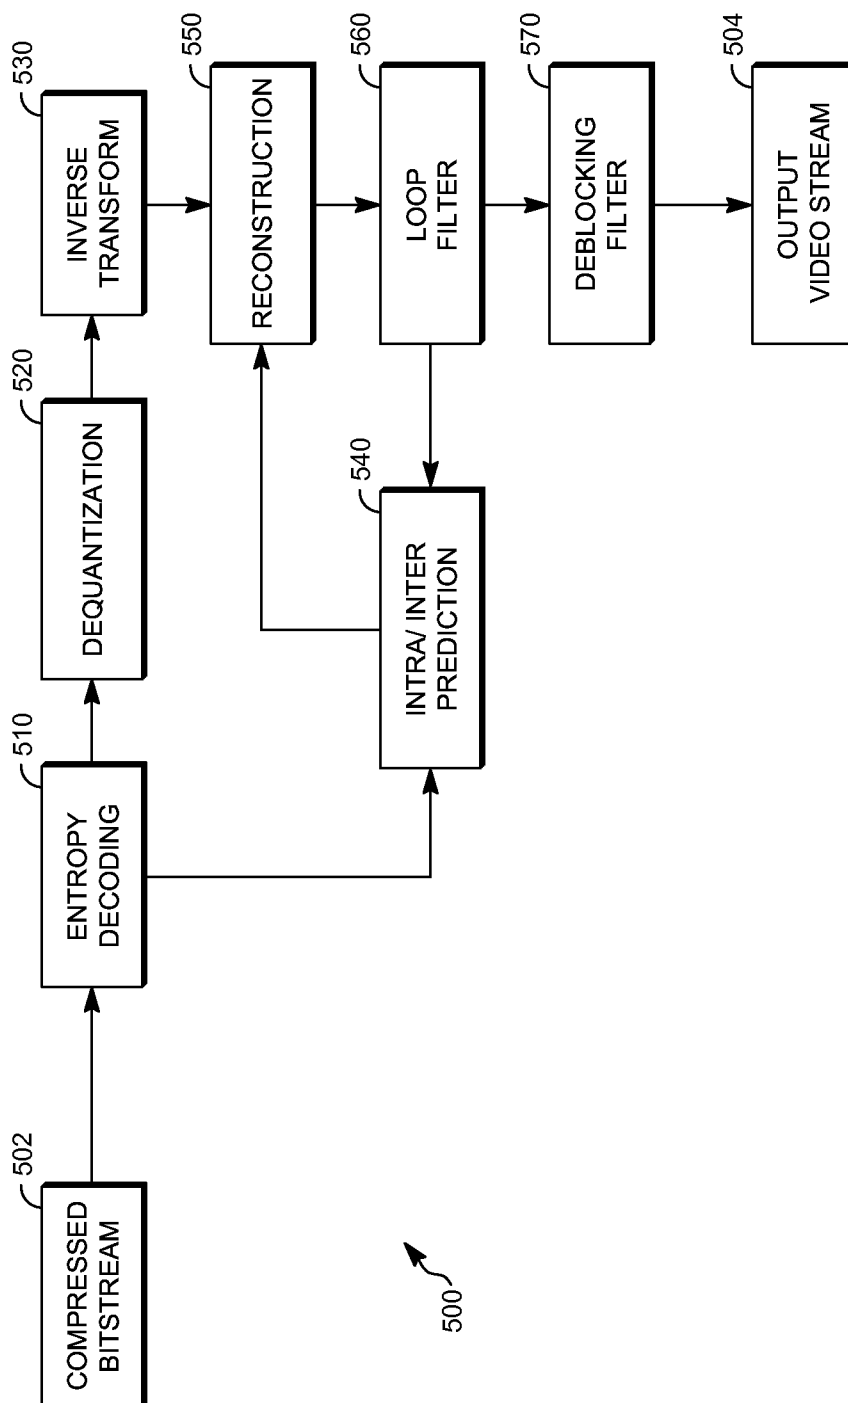 502
COMPRESSED
BITSTREAM
510
ENTROPY
DECODING
520
DEQUANTIZATION
530
INVERSE
TRANSFORM
550
RECONSTRUCTION
540
INTRA/ INTER
PREDICTION
560
LOOP
FILTER
570
DEBLOCKING
FILTER
504
OUTPUT
VIDEO STREAM
500